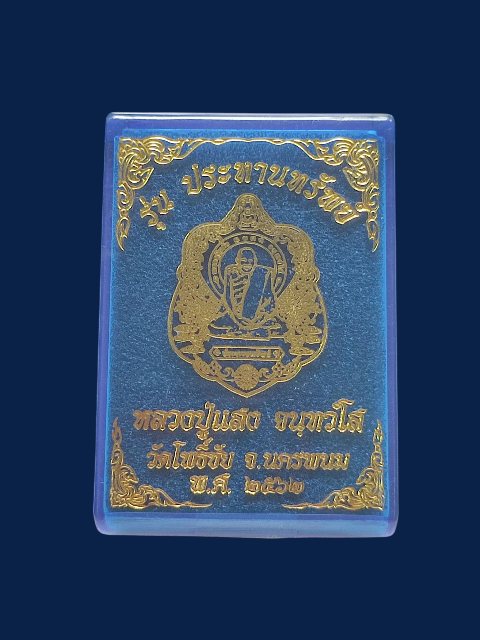 รุ่น ประทานทรัพย์
หลวงปู่แสง จนฺทวํโส
วัดโพธิ์ชัย จ.นครพนม
พ.ศ. ๒๕๖๒